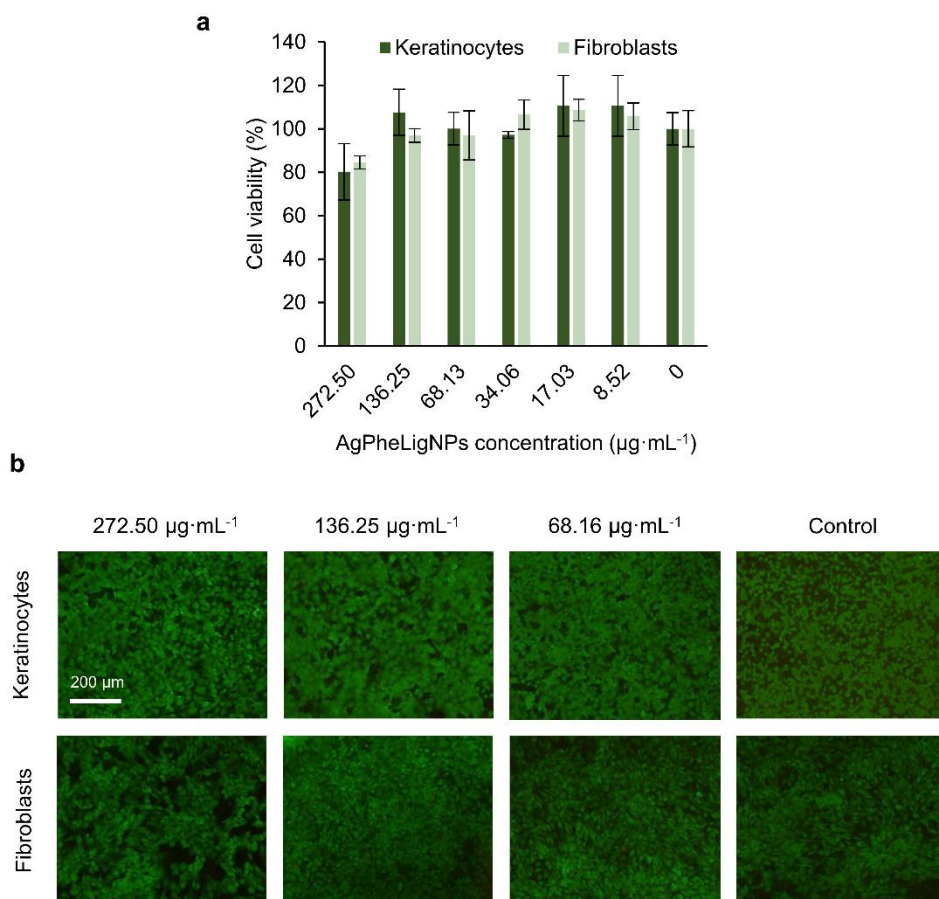 a
140
Keratinocytes Fibroblasts
120
100
80
60
40
20
0
Cell viability (%)
272.50 136.25 68.13 34.06 17.03 8.52 0
AgPheLigNPs concentration (µg·mL⁻¹)
b
272.50 µg·mL⁻¹ 136.25 µg·mL⁻¹ 68.16 µg·mL⁻¹ Control
Keratinocytes
200 µm
Fibroblasts